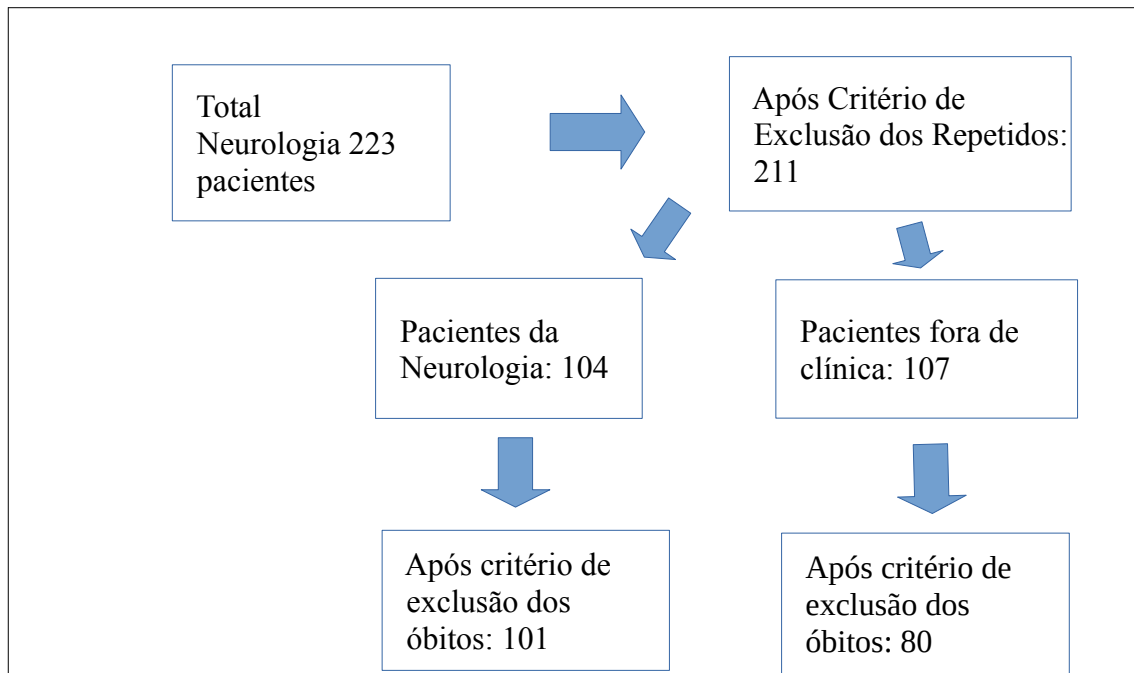 Total
Neurologia 223
pacientes
Após Critério de
Exclusão dos Repetidos:
211
Pacientes da
Neurologia: 104
Pacientes fora de
clínica: 107
Após critério de
exclusão dos
óbitos: 101
Após critério de
exclusão dos
óbitos: 80